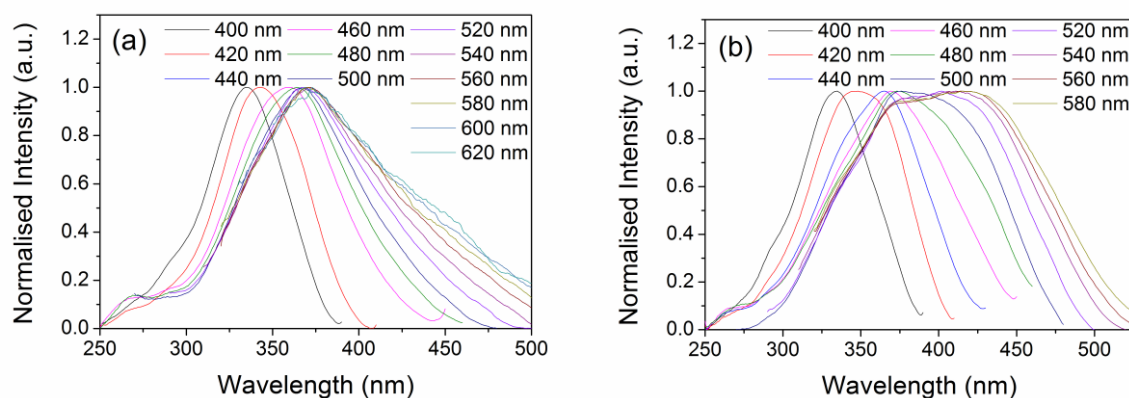 (a)
400 nm 460 nm 520 nm
420 nm 480 nm 540 nm
440 nm 500 nm 560 nm
580 nm
600 nm
620 nm
Normalised Intensity (a.u.)
1.2
1.0
0.8
0.6
0.4
0.2
0.0
250 300 350 400 450 500
Wavelength (nm)
(b)
400 nm 460 nm 520 nm
420 nm 480 nm 540 nm
440 nm 500 nm 560 nm
580 nm
Normalised Intensity (a.u.)
1.2
1.0
0.8
0.6
0.4
0.2
0.0
250 300 350 400 450 500
Wavelength (nm)